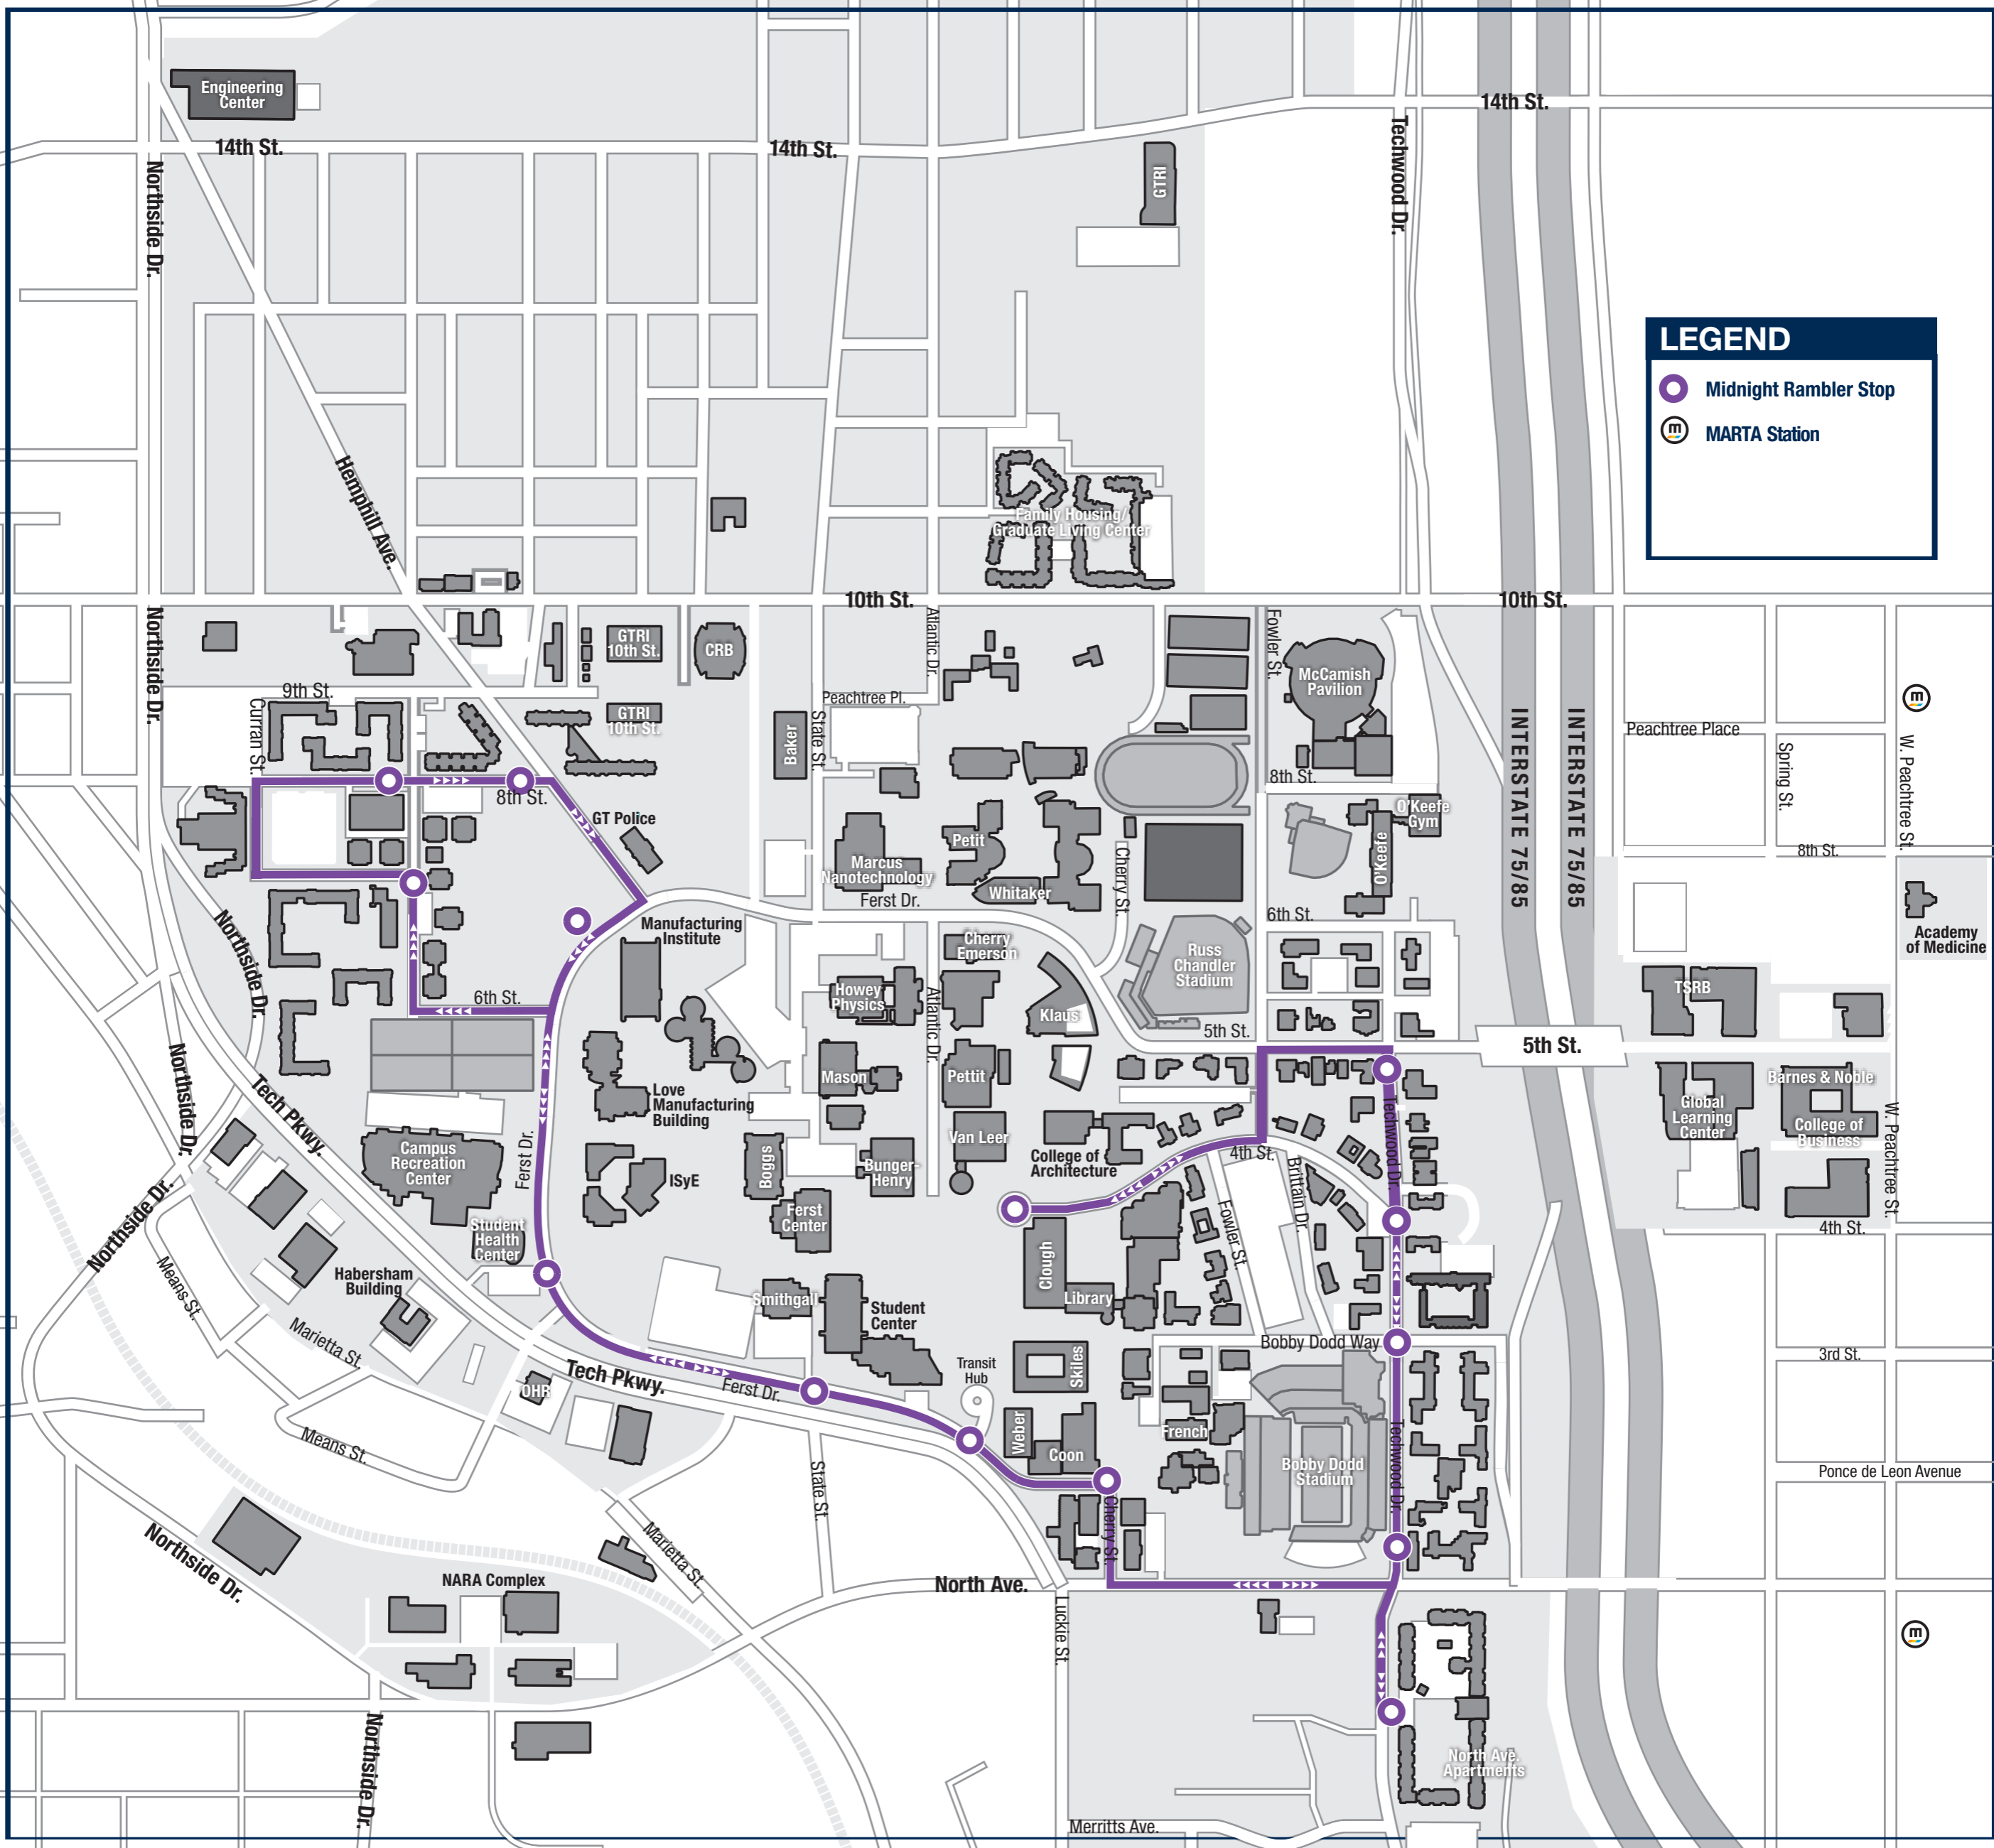 Engineering
Center
14th St.
14th St.
14th St.
Northside Dr.
Techwood Dr.
GTRI
LEGEND
Midnight Rambler Stop
m
MARTA Station
Hemphill Ave.
Family Housing/
Graduate Living Center
10th St.
10th St.
Northside Dr.
GTRI
10th St.
CRB
Atlantic Dr.
Fowler St.
McCamish
Pavilion
9th St.
Curran St.
GTRI
10th St.
Peachtree Pl.
Baker
State St.
m
INTERSTATE 75/85
INTERSTATE 75/85
Peachtree Place
Spring St.
W. Peachtree St.
8th St.
8th St.
GT Police
O'Keefe
Gym
O'Keefe
Petit
Marcus
Nanotechnology
Whitaker
Cherry St.
8th St.
Ferst Dr.
6th St.
Northside Dr.
Manufacturing
Institute
Cherry
Emerson
Russ
Chandler
Stadium
Academy
of Medicine
6th St.
Howey
Physics
Atlantic Dr.
Klaus
TSRB
5th St.
5th St.
Northside Dr.
Tech Pkwy.
Mason
Pettit
Love
Manufacturing
Building
Techwood Dr.
Barnes & Noble
Global
Learning
Center
College of
Business
W. Peachtree St.
Campus
Recreation
Center
Ferst Dr.
Boggs
Van Leer
College of
Architecture
4th St.
Bunger-
Henry
ISyE
Brittain Dr.
Northside Dr.
Student
Health
Center
Ferst
Center
Fowler St.
4th St.
Means St.
Habersham
Building
Clough
Smithgall
Library
Student
Center
Marietta St.
Bobby Dodd Way
3rd St.
Tech Pkwy.
OHR
Ferst Dr.
Transit
Hub
Skiles
Means St.
Weber
Coon
French
Bobby Dodd
Stadium
Techwood Dr.
Ponce de Leon Avenue
State St.
Cherry St.
Northside Dr.
Marietta St.
NARA Complex
North Ave.
Luckie St.
m
Northside Dr.
North Ave.
Apartments
Merritts Ave.